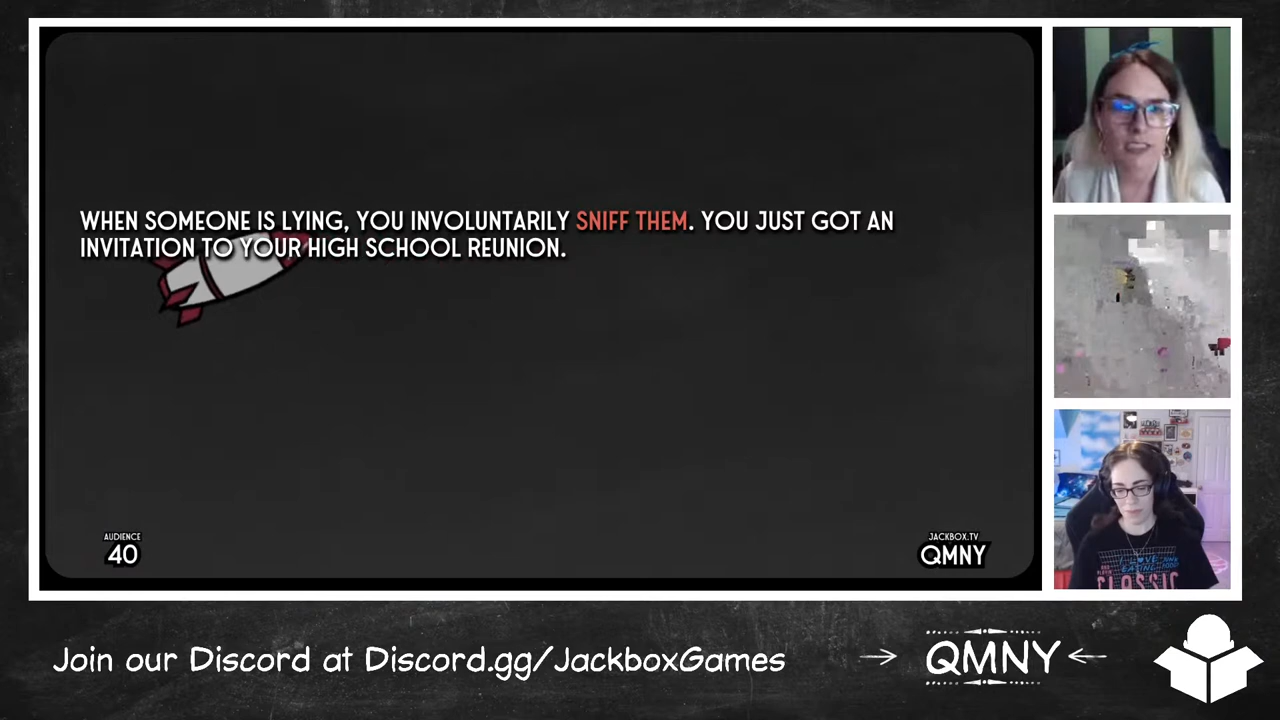 WHEN SOMEONE IS LYING, YOU INVOLUNTARILY SNIFF THEM. YOU JUST GOT AN
INVITATION TO YOUR HIGH SCHOOL REUNION.
AUDIENCE
40
JACKBOX.TV
QMNY
CLASSIC
Join our Discord at Discord.gg/JackboxGames
QMNY